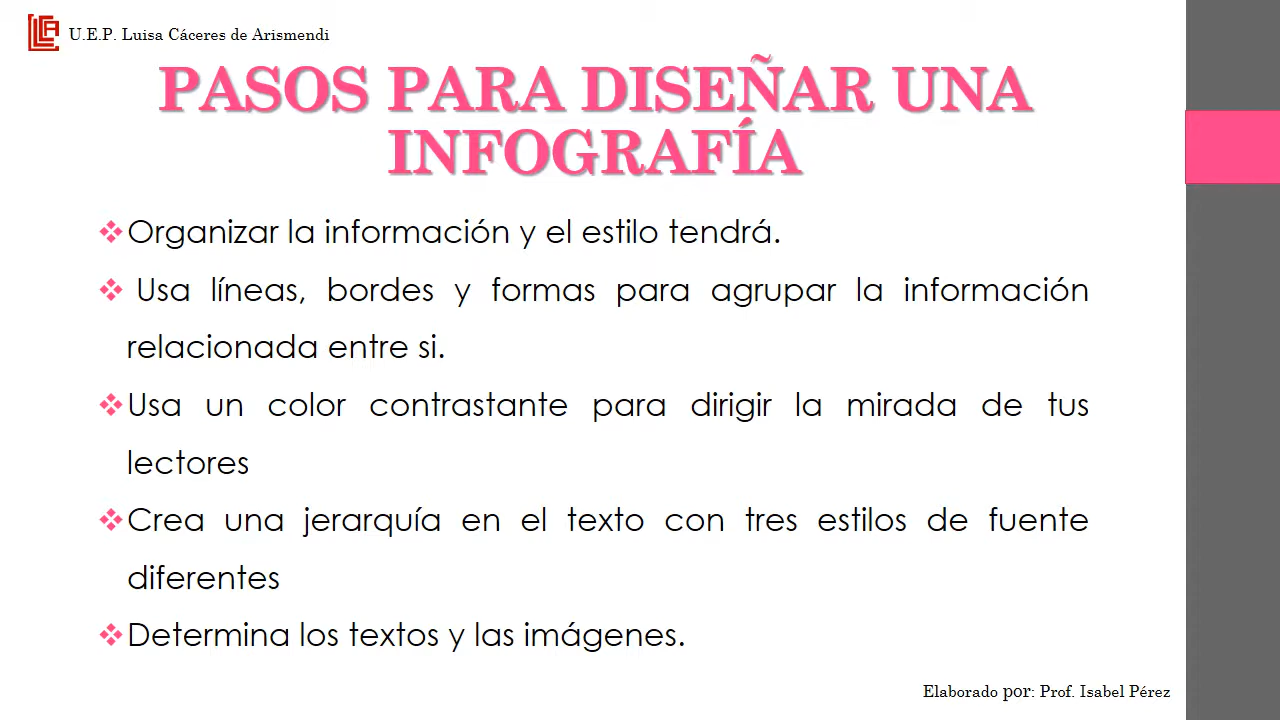 U.E.P. Luisa Cáceres de Arismendi
PASOS PARA DISEÑAR UNA
INFOGRAFÍA
Organizar la información y el estilo tendrá.
Usa líneas, bordes y formas para agrupar la información
relacionada entre si.
Usa un color contrastante para dirigir la mirada de tus
lectores
Crea una jerarquía en el texto con tres estilos de fuente
diferentes
Determina los textos y las imágenes.
Elaborado por: Prof. Isabel Pérez